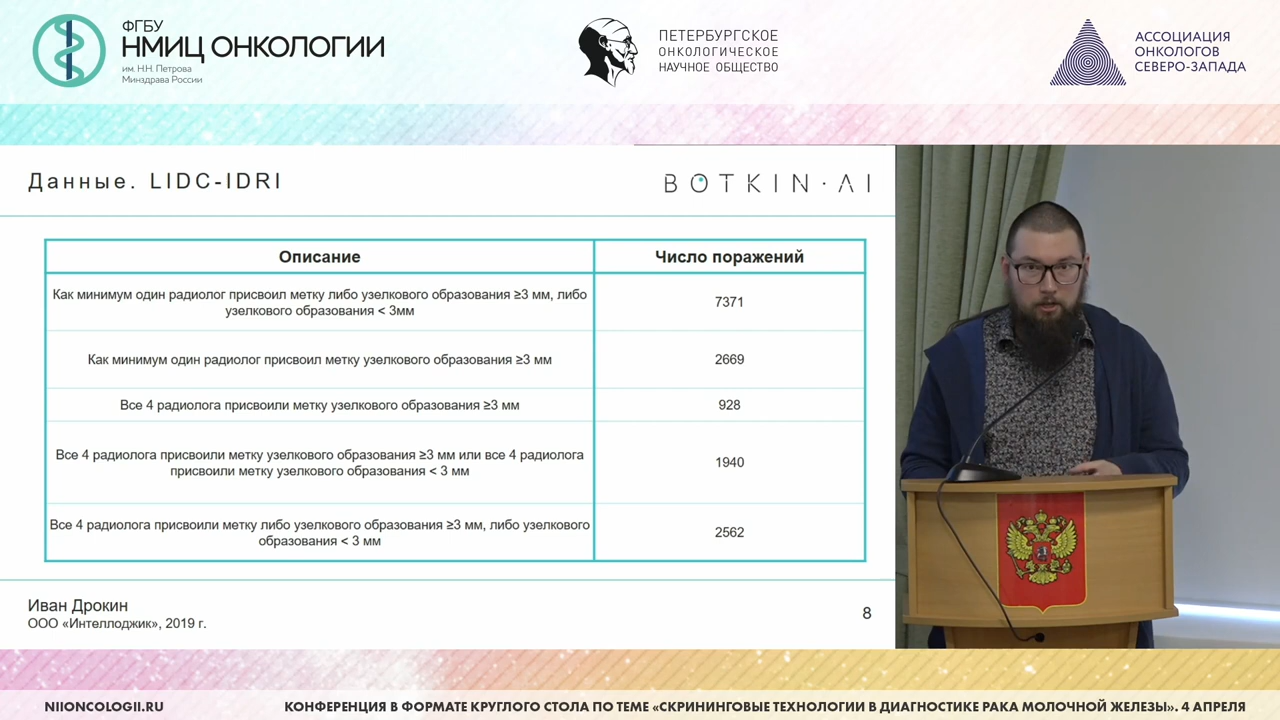 ФГБУ
НМИЦ ОНКОЛОГИИ
им. Н.Н. Петрова
Минздрава России
ПЕТЕРБУРГСКОЕ
ОНКОЛОГИЧЕСКОЕ
НАУЧНОЕ ОБЩЕСТВО
АССОЦИАЦИЯ
ОНКОЛОГОВ
СЕВЕРО-ЗАПАДА
Данные. LIDC-IDRI
BOTKIN·AI
Описание
Число поражений
Как минимум один радиолог присвоил метку либо узелкового образования ≥3 мм, либо
узелкового образования < 3мм
7371
Как минимум один радиолог присвоил метку узелкового образования ≥3 мм
2669
Все 4 радиолога присвоили метку узелкового образования ≥3 мм
928
Все 4 радиолога присвоили метку узелкового образования ≥3 мм или все 4 радиолога
присвоили метку узелкового образования < 3 мм
1940
Все 4 радиолога присвоили метку либо узелкового образования ≥3 мм, либо узелкового
образования < 3 мм
2562
Иван Дрокин
ООО «Интеллоджик», 2019 г.
8
NIIONCOLOGII.RU
КОНФЕРЕНЦИЯ В ФОРМАТЕ КРУГЛОГО СТОЛА ПО ТЕМЕ «СКРИНИНГОВЫЕ ТЕХНОЛОГИИ В ДИАГНОСТИКЕ РАКА МОЛОЧНОЙ ЖЕЛЕЗЫ». 4 АПРЕЛЯ